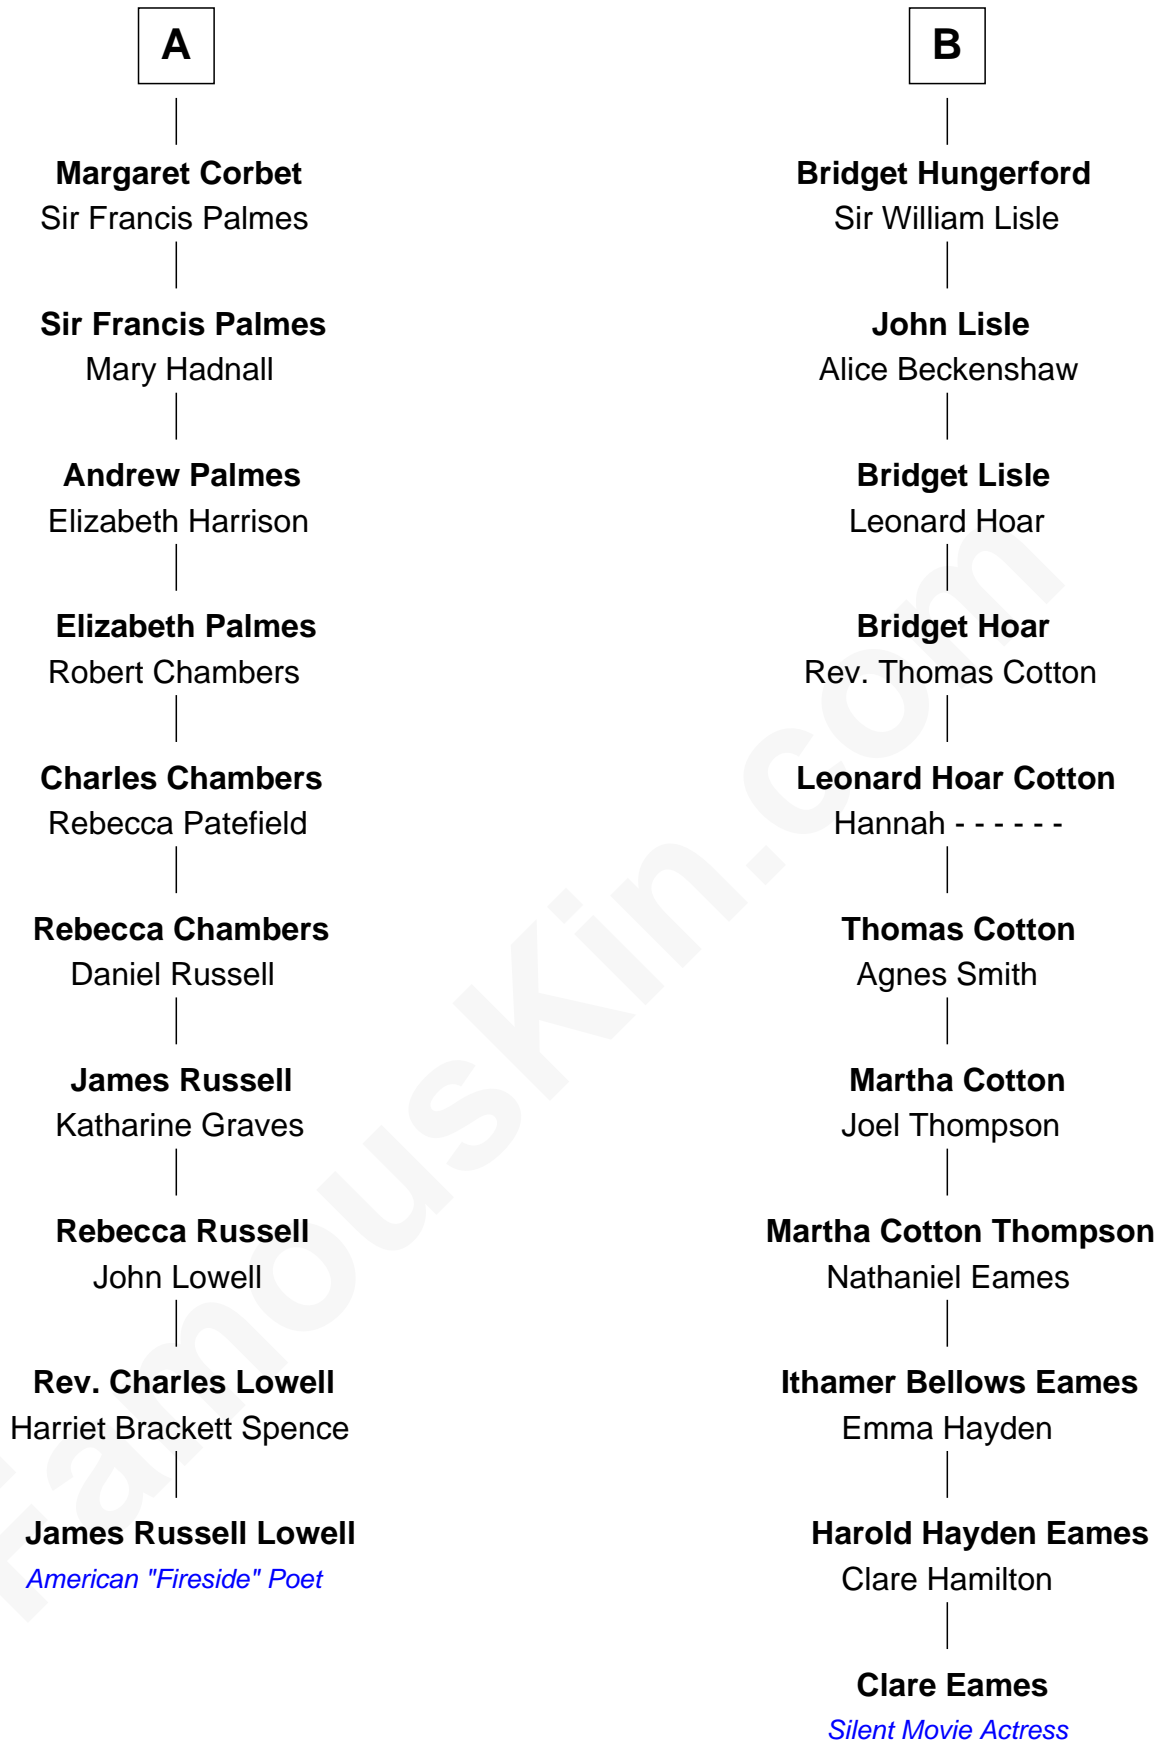 A
Margaret Corbet
Sir Francis Palmes
Sir Francis Palmes
Mary Hadnall
Andrew Palmes
Elizabeth Harrison
Elizabeth Palmes
Robert Chambers
Charles Chambers
Rebecca Patefield
Rebecca Chambers
Daniel Russell
James Russell
Katharine Graves
Rebecca Russell
John Lowell
Rev. Charles Lowell
Harriet Brackett Spence
James Russell Lowell
American "Fireside" Poet
B
Bridget Hungerford
Sir William Lisle
John Lisle
Alice Beckenshaw
Bridget Lisle
Leonard Hoar
Bridget Hoar
Rev. Thomas Cotton
Leonard Hoar Cotton
Hannah - - - - - -
Thomas Cotton
Agnes Smith
Martha Cotton
Joel Thompson
Martha Cotton Thompson
Nathaniel Eames
Ithamer Bellows Eames
Emma Hayden
Harold Hayden Eames
Clare Hamilton
Clare Eames
Silent Movie Actress
FamousKin.com